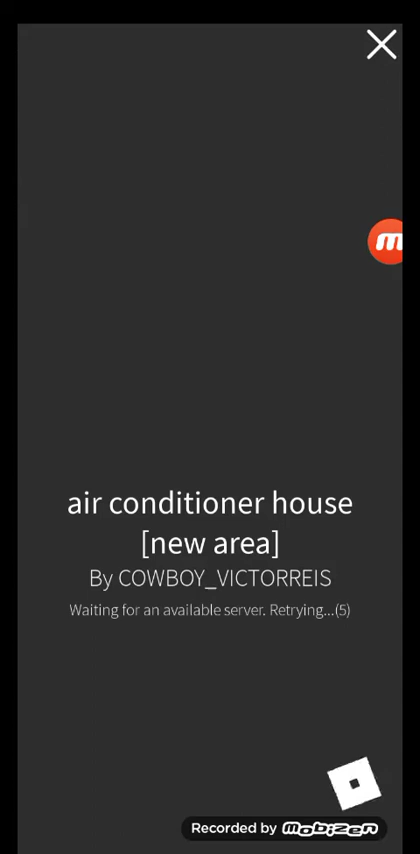 air conditioner house
[new area]
By COWBOY_VICTORREIS
Waiting for an available server. Retrying...(5)
Recorded by mobizen